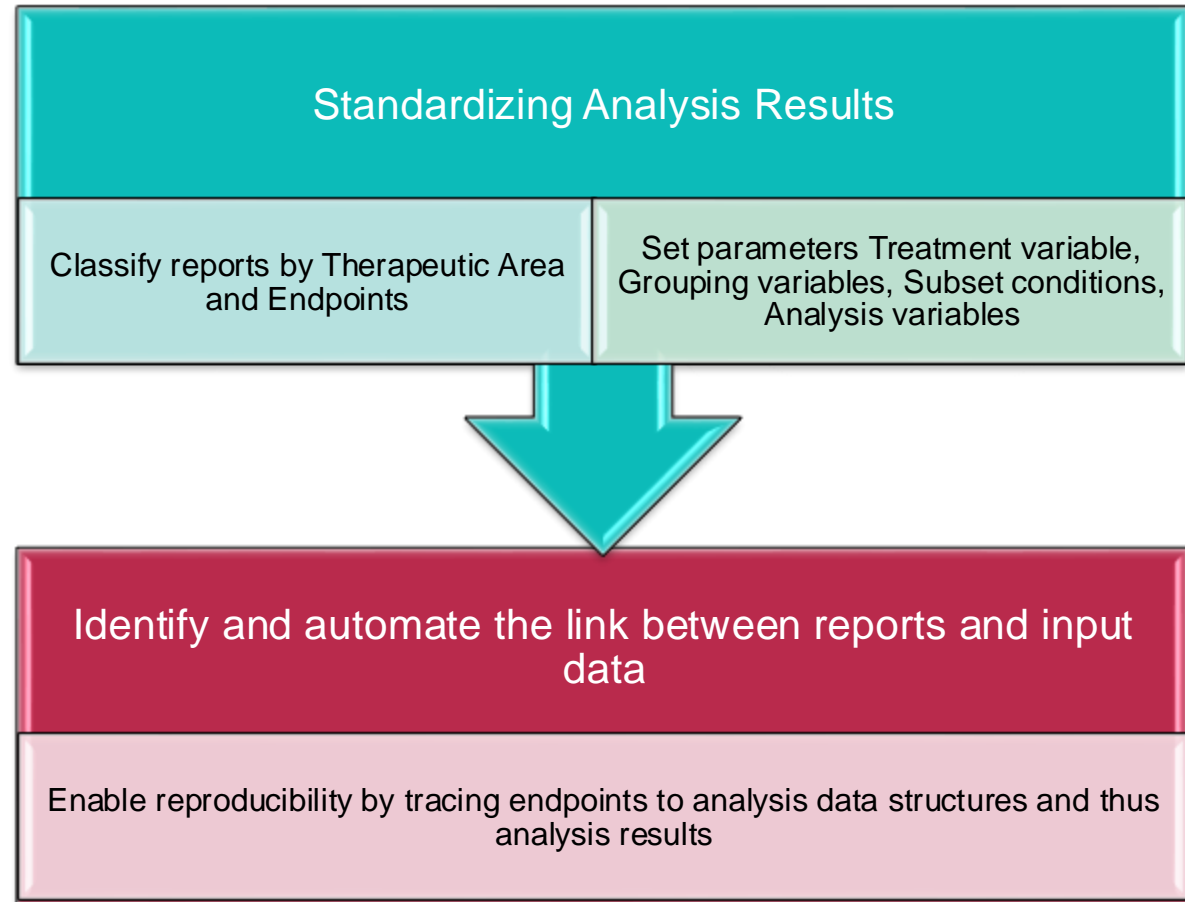 Standardizing Analysis Results
Classify reports by Therapeutic Area
and Endpoints
Set parameters Treatment variable,
Grouping variables, Subset conditions,
Analysis variables
Identify and automate the link between reports and input
data
Enable reproducibility by tracing endpoints to analysis data structures and thus
analysis results